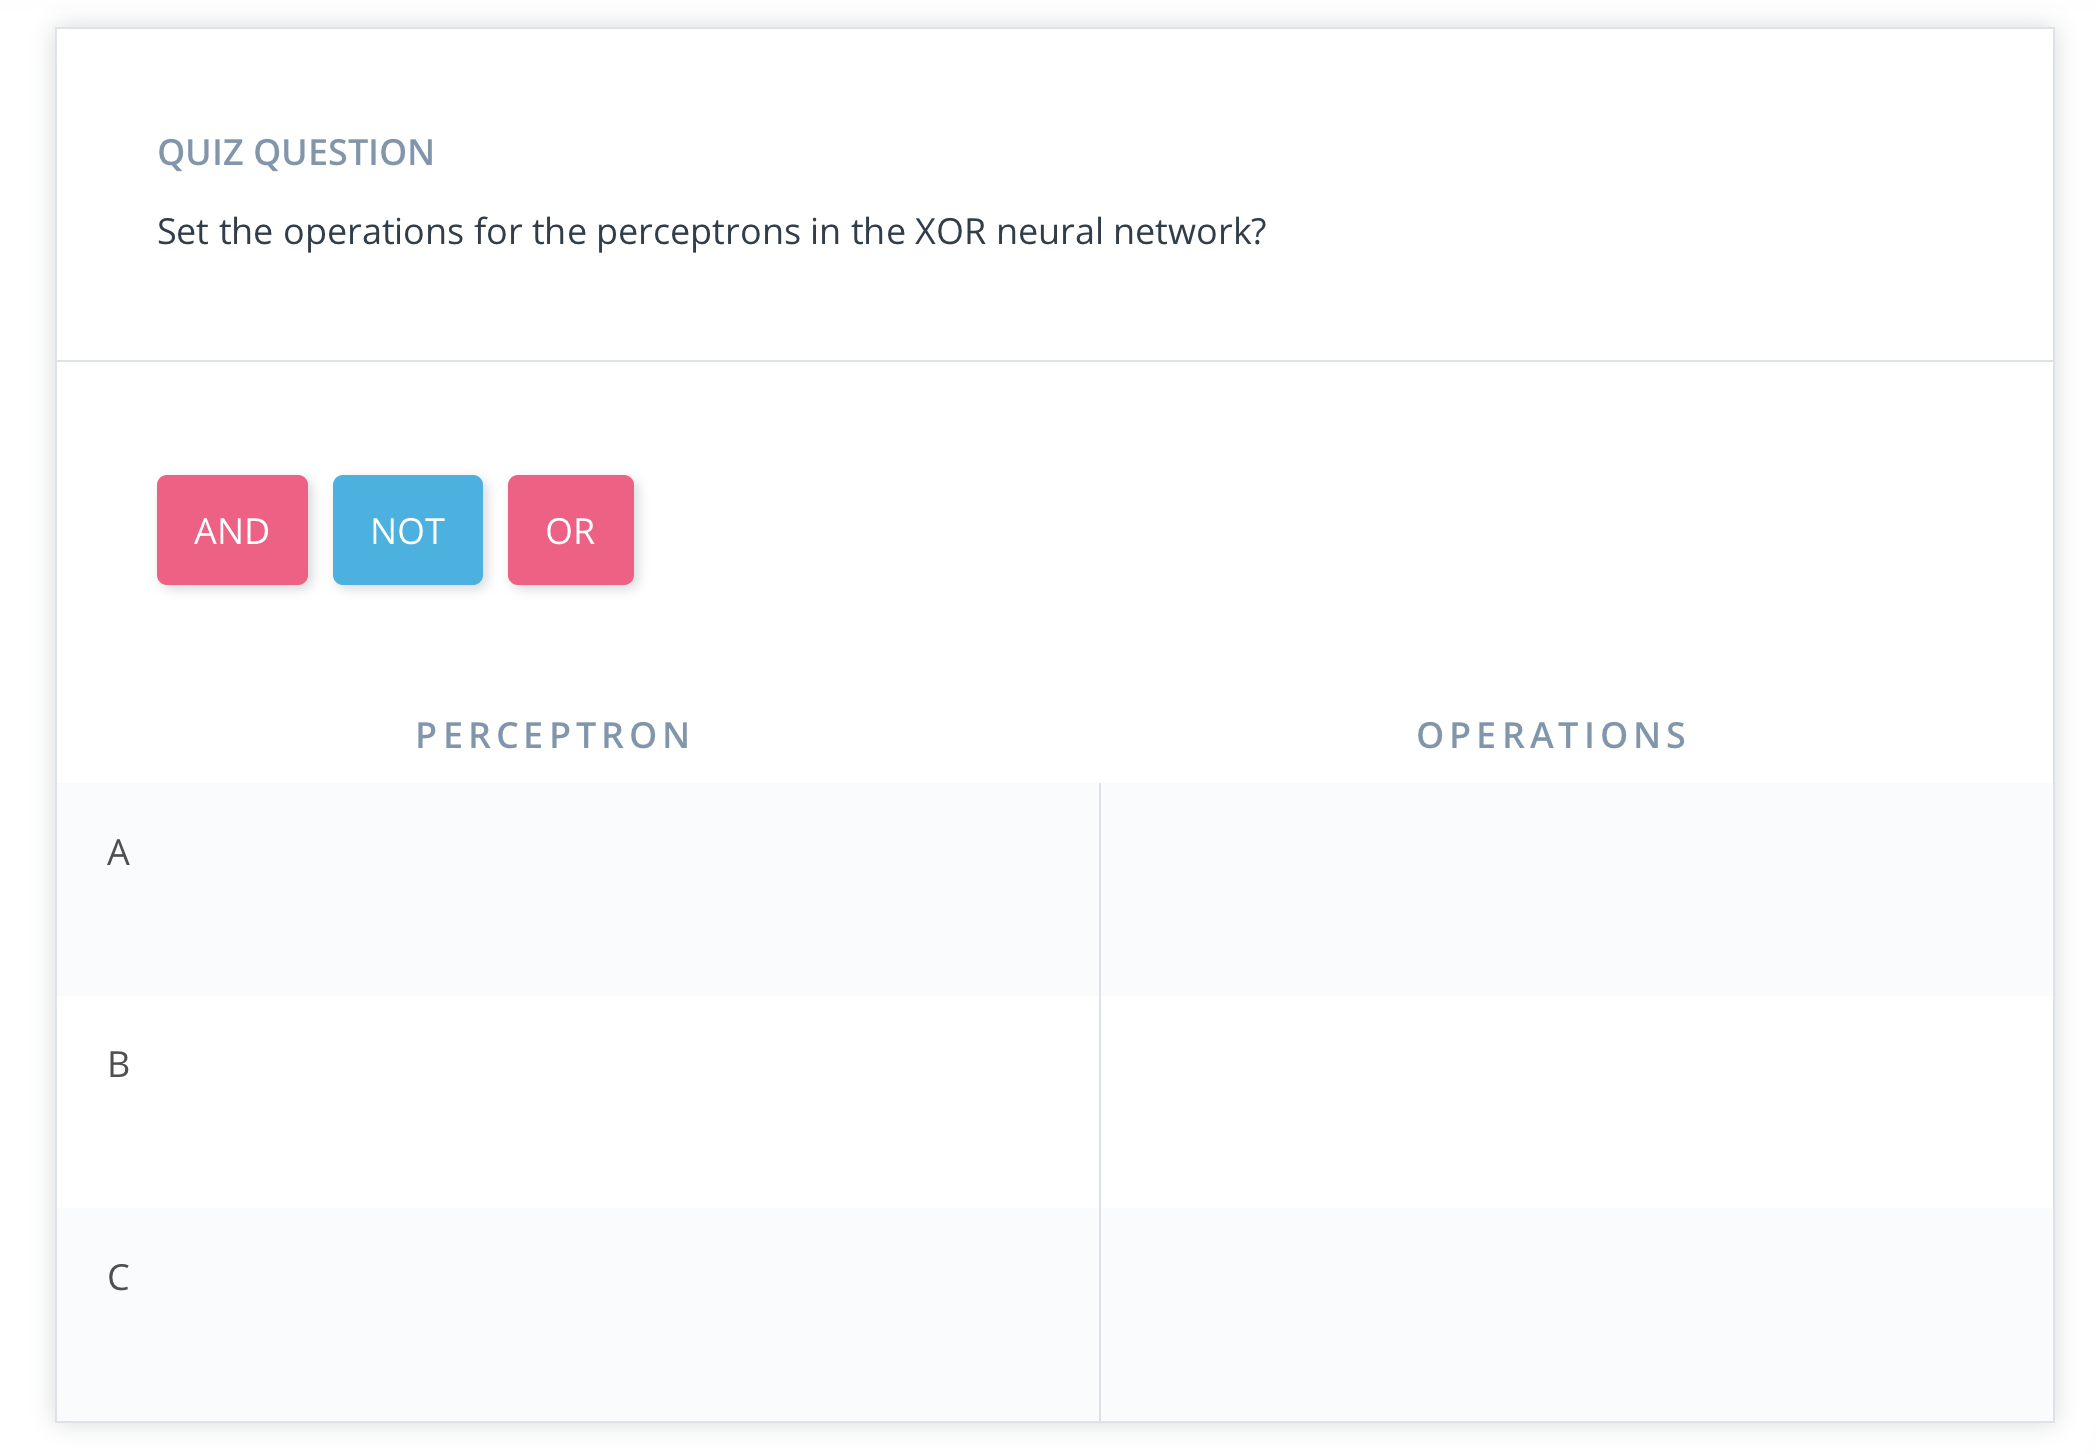 QUIZ QUESTION
Set the operations for the perceptrons in the XOR neural network?
AND NOT OR
PERCEPTRON OPERATIONS
A
B
C